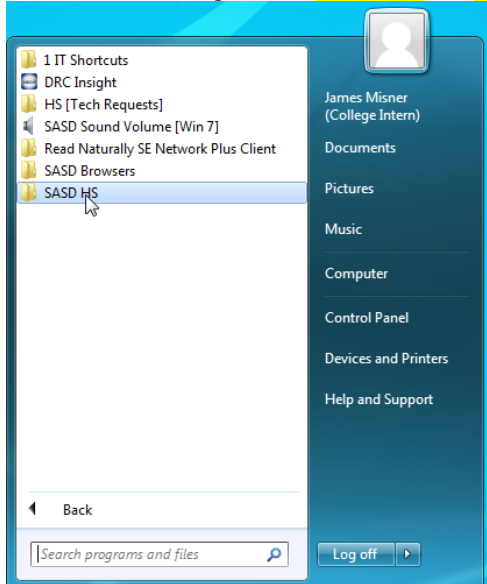 1 IT Shortcuts
DRC Insight
HS [Tech Requests]
SASD Sound Volume [Win 7]
Read Naturally SE Network Plus Client
SASD Browsers
SASD HS
Back
Search programs and files
James Misner
(College Intern)
Documents
Pictures
Music
Computer
Control Panel
Devices and Printers
Help and Support
Log off